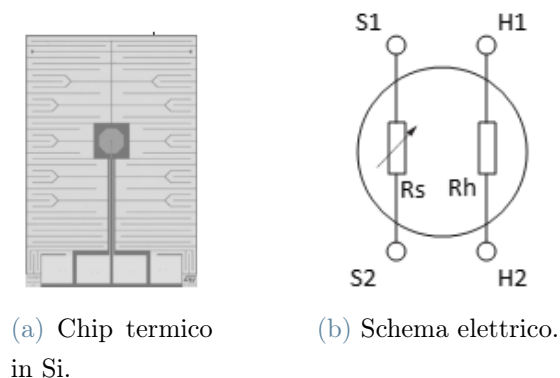 S1 H1
Rs Rh
S2 H2
(a) Chip termico
in Si.
(b) Schema elettrico.